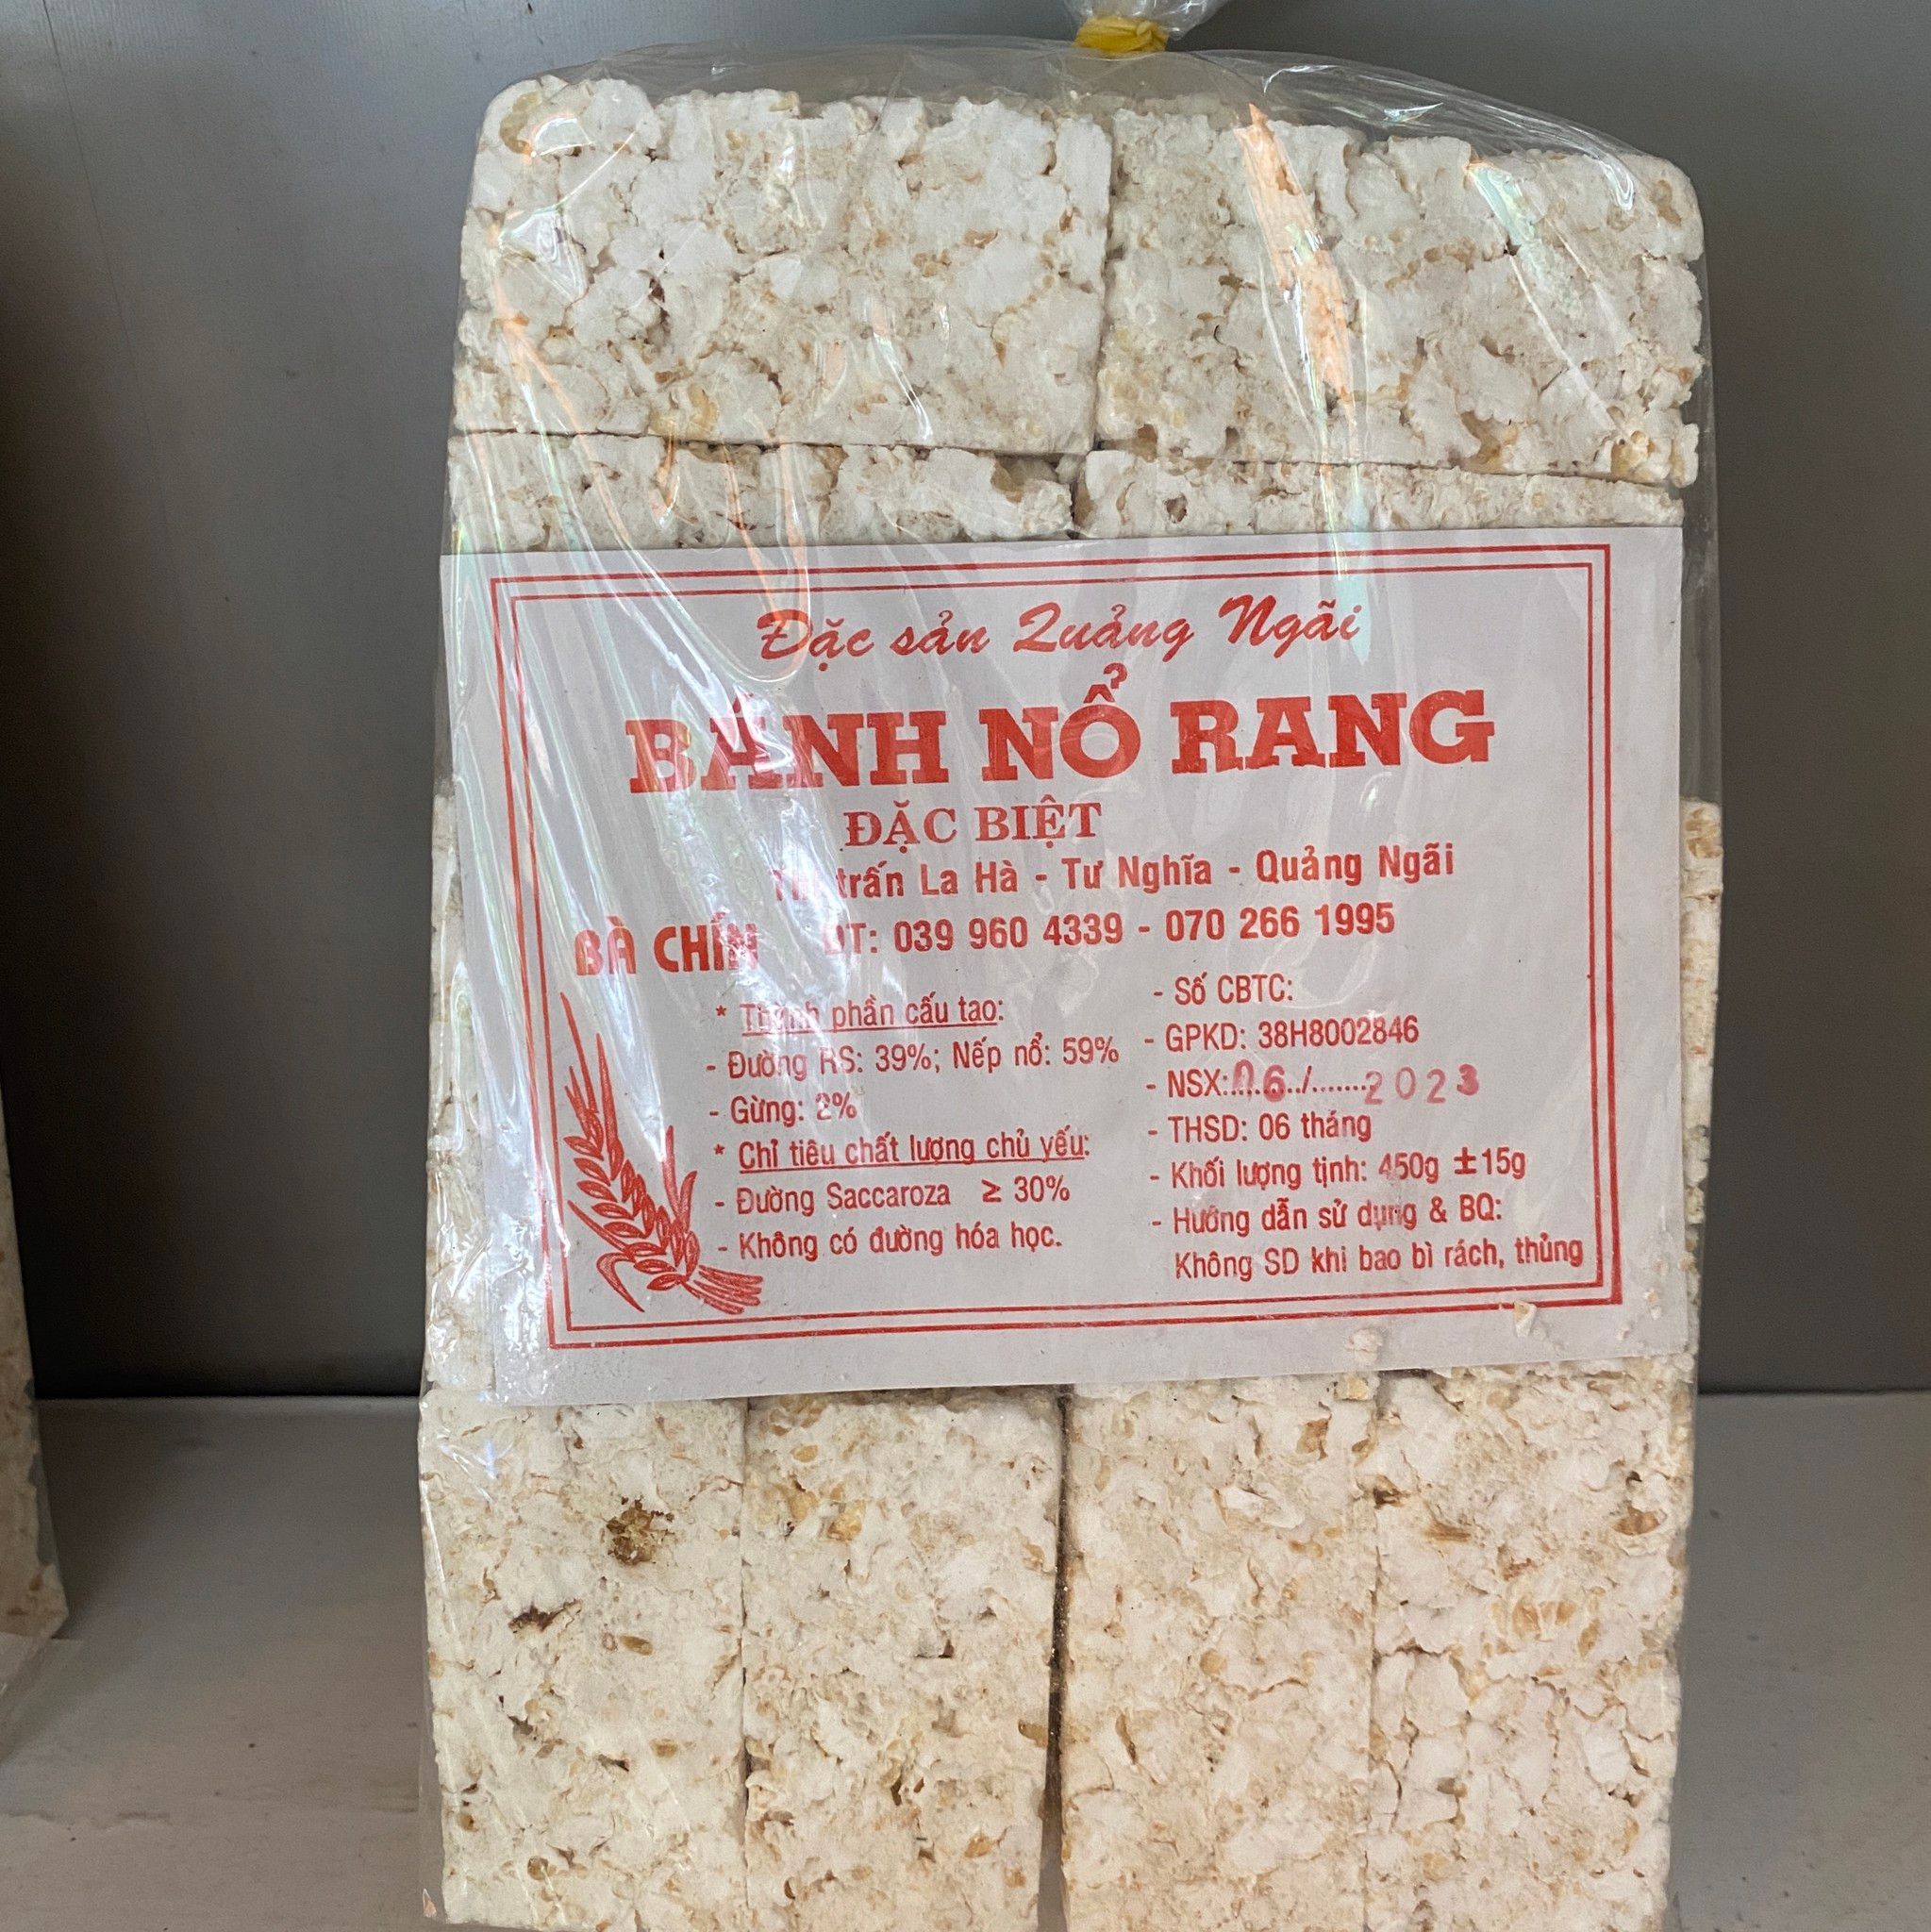 Đặc sản Quảng Ngãi
BÁNH NỔ RANG
ĐẶC BIỆT
Thị trấn La Hà - Tư Nghĩa - Quảng Ngãi
BÀ CHÍN ĐT: 039 960 4339 - 070 266 1995
* Thành phần cấu tạo:
- Đường RS: 39%; Nếp nổ: 59%
- Gừng: 2%
* Chỉ tiêu chất lượng chủ yếu:
- Đường Saccaroza ≥ 30%
- Không có đường hóa học.
- Số CBTC:
- GPKD: 38H8002846
- NSX:...06../.......2023
- THSD: 06 tháng
- Khối lượng tịnh: 450g ±15g
- Hướng dẫn sử dụng & BQ:
Không SD khi bao bì rách, thủng